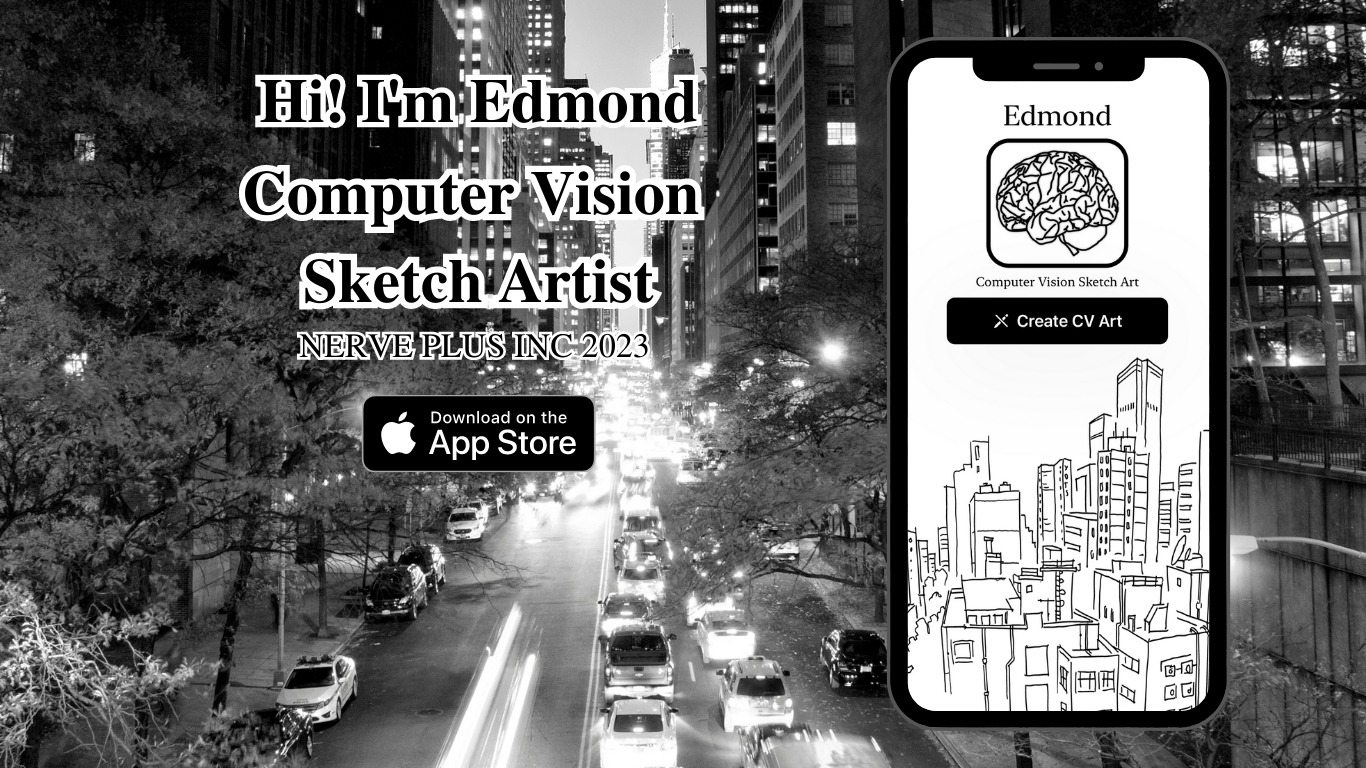 Hi! I'm Edmond
Computer Vision
Sketch Artist
NERVE PLUS INC 2023
Download on the
App Store
Edmond
Computer Vision Sketch Art
Create CV Art